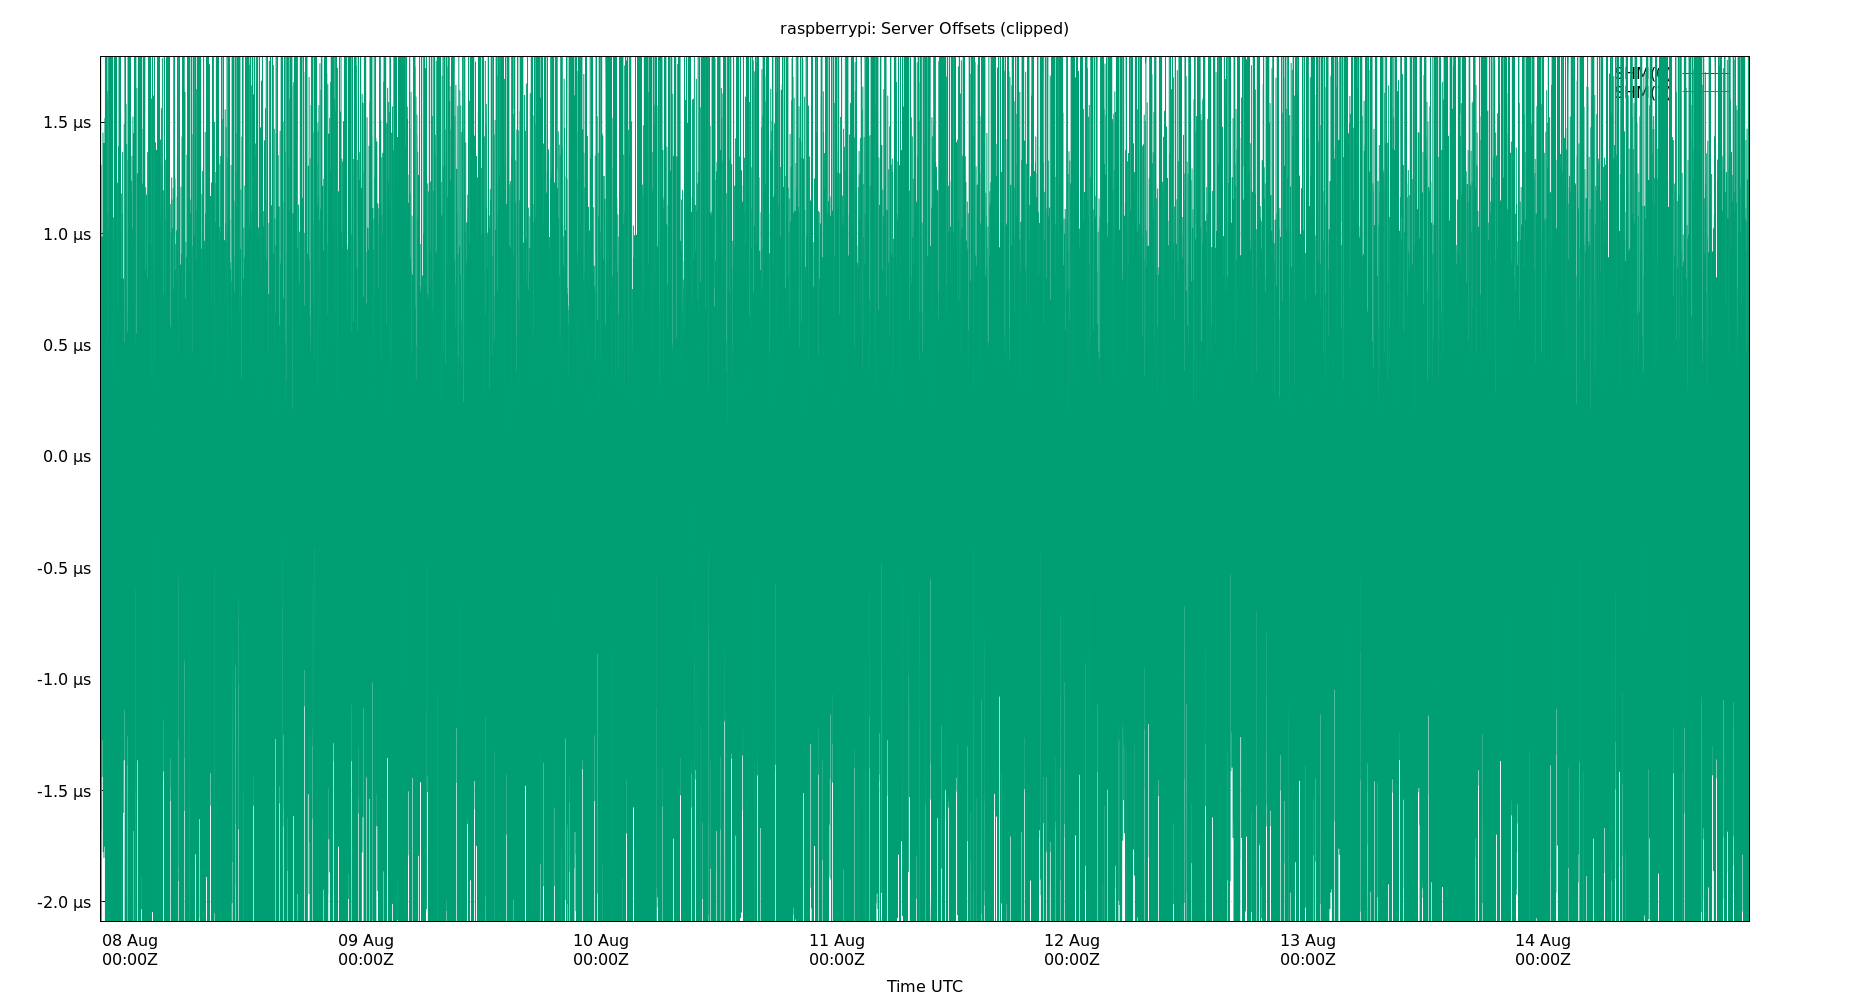 raspberrypi: Server Offsets (clipped)
1.5 µs
1.0 µs
0.5 µs
0.0 µs
-0.5 µs
-1.0 µs
-1.5 µs
-2.0 µs
08 Aug 09 Aug 10 Aug 11 Aug 12 Aug 13 Aug 14 Aug
00:00Z 00:00Z 00:00Z 00:00Z 00:00Z 00:00Z 00:00Z
Time UTC